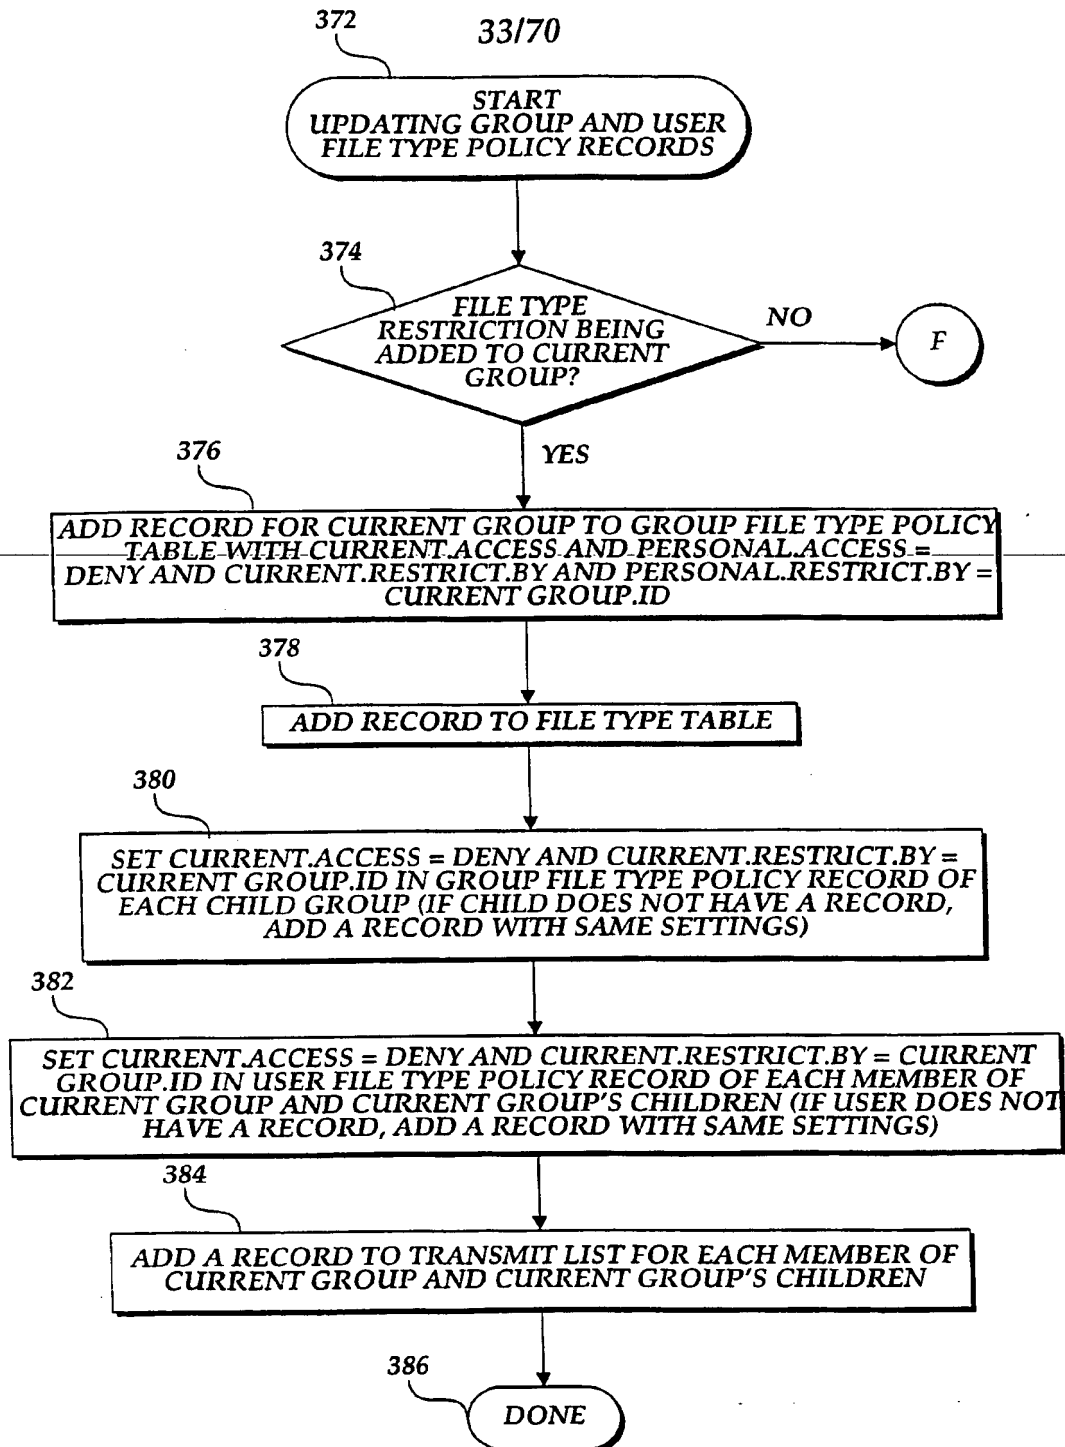 372
33/70
START
UPDATING GROUP AND USER
FILE TYPE POLICY RECORDS
374
FILE TYPE
RESTRICTION BEING
ADDED TO CURRENT
GROUP?
NO
F
YES
376
ADD RECORD FOR CURRENT GROUP TO GROUP FILE TYPE POLICY
TABLE WITH CURRENT.ACCESS AND PERSONAL.ACCESS =
DENY AND CURRENT.RESTRICT.BY AND PERSONAL.RESTRICT.BY =
CURRENT GROUP.ID
378
ADD RECORD TO FILE TYPE TABLE
380
SET CURRENT.ACCESS = DENY AND CURRENT.RESTRICT.BY =
CURRENT GROUP.ID IN GROUP FILE TYPE POLICY RECORD OF
EACH CHILD GROUP (IF CHILD DOES NOT HAVE A RECORD,
ADD A RECORD WITH SAME SETTINGS)
382
SET CURRENT.ACCESS = DENY AND CURRENT.RESTRICT.BY = CURRENT
GROUP.ID IN USER FILE TYPE POLICY RECORD OF EACH MEMBER OF
CURRENT GROUP AND CURRENT GROUP'S CHILDREN (IF USER DOES NOT
HAVE A RECORD, ADD A RECORD WITH SAME SETTINGS)
384
ADD A RECORD TO TRANSMIT LIST FOR EACH MEMBER OF
CURRENT GROUP AND CURRENT GROUP'S CHILDREN
386
DONE